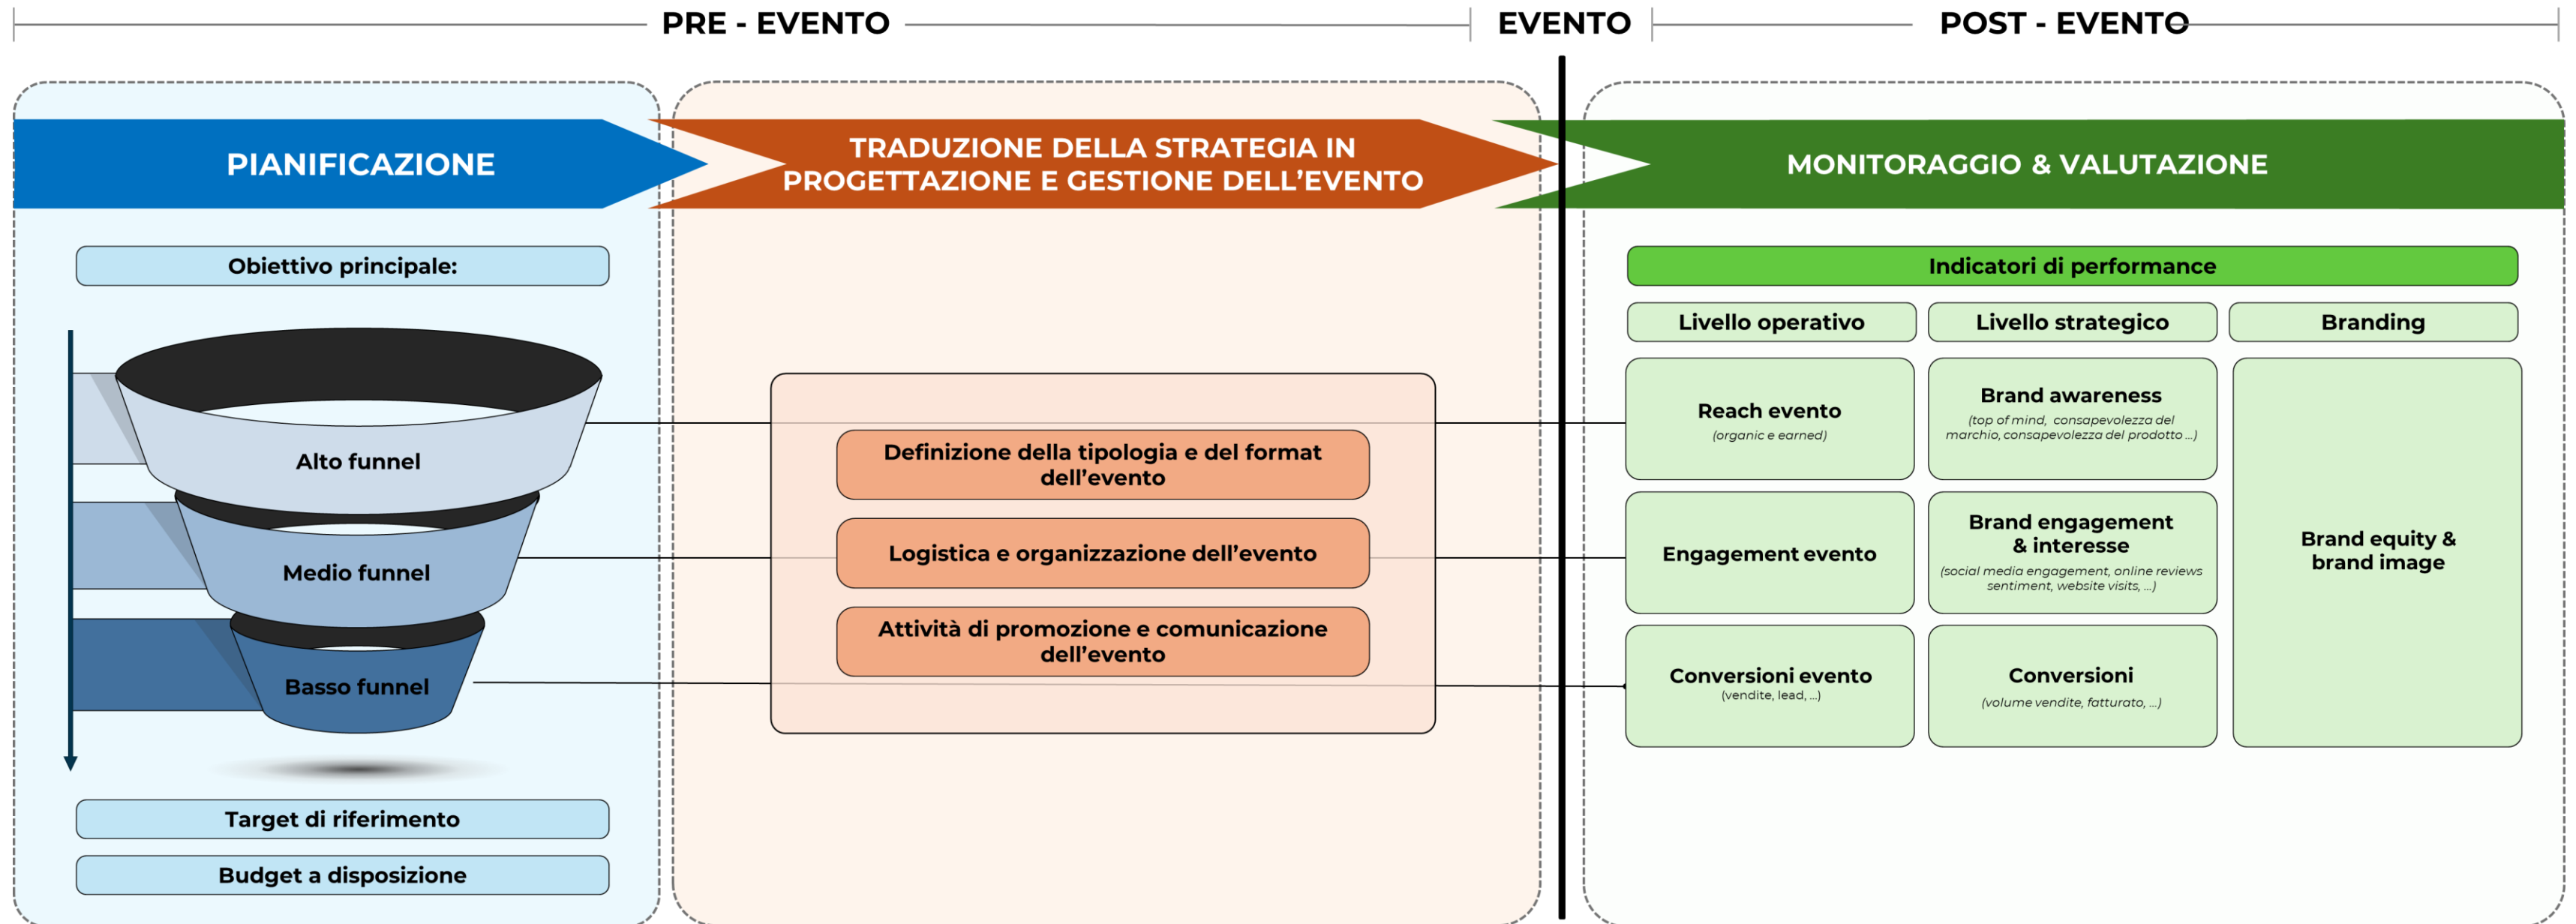 PRE - EVENTO
EVENTO
POST - EVENTO
PIANIFICAZIONE
TRADUZIONE DELLA STRATEGIA IN
PROGETTAZIONE E GESTIONE DELL’EVENTO
MONITORAGGIO & VALUTAZIONE
Obiettivo principale:
Alto funnel
Medio funnel
Basso funnel
Target di riferimento
Budget a disposizione
Definizione della tipologia e del format
dell’evento
Logistica e organizzazione dell’evento
Attività di promozione e comunicazione
dell’evento
Indicatori di performance
Livello operativo
Livello strategico
Branding
Reach evento
(organic e earned)
Brand awareness
(top of mind, consapevolezza del
marchio, consapevolezza del prodotto ...)
Engagement evento
Brand engagement
& interesse
(social media engagement, online reviews
sentiment, website visits, ...)
Conversioni evento
(vendite, lead, ...)
Conversioni
(volume vendite, fatturato, ...)
Brand equity &
brand image